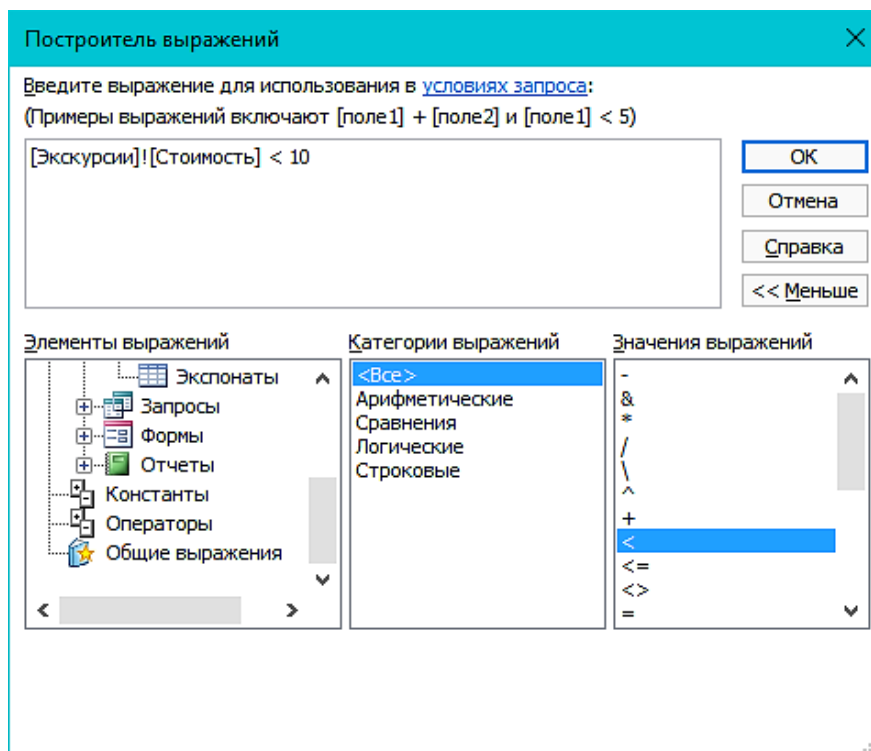 Построитель выражений
Введите выражение для использования в условиях запроса:
(Примеры выражений включают [поле1] + [поле2] и [поле1] < 5)
[Экскурсии]![Стоимость] < 10
ОК
Отмена
Справка
<< Меньше
Элементы выражений
Экспонаты
Запросы
Формы
Отчеты
Константы
Операторы
Общие выражения
Категории выражений
<Все>
Арифметические
Сравнения
Логические
Строковые
Значения выражений
-
&
*
/
\
^
+
<
<=
<>
=